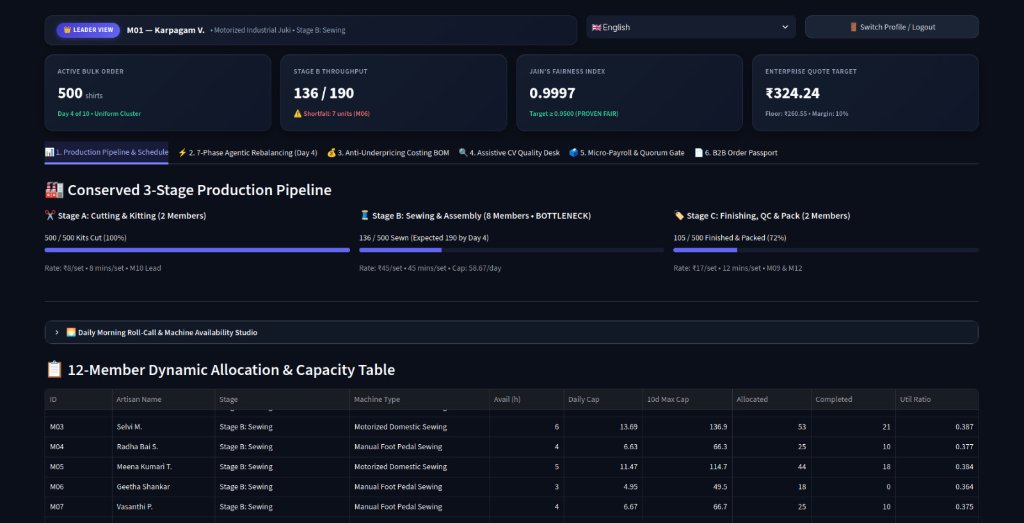 LEADER VIEW M01 — Karpagam V. • Motorized Industrial Juki • Stage B: Sewing
English
Switch Profile / Logout
ACTIVE BULK ORDER
500 shirts
Day 4 of 10 • Uniform Cluster
STAGE B THROUGHPUT
136 / 190
Shortfall: 7 units (M06)
JAIN'S FAIRNESS INDEX
0.9997
Target ≥ 0.9500 (PROVEN FAIR)
ENTERPRISE QUOTE TARGET
₹324.24
Floor: ₹260.55 • Margin: 10%
1. Production Pipeline & Schedule
2. 7-Phase Agentic Rebalancing (Day 4)
3. Anti-Underpricing Costing BOM
4. Assistive CV Quality Desk
5. Micro-Payroll & Quorum Gate
6. B2B Order Passport
Conserved 3-Stage Production Pipeline
Stage A: Cutting & Kitting (2 Members)
500 / 500 Kits Cut (100%)
Rate: ₹8/set • 8 mins/set • M10 Lead
Stage B: Sewing & Assembly (8 Members • BOTTLENECK)
136 / 500 Sewn (Expected 190 by Day 4)
Rate: ₹45/set • 45 mins/set • Cap: 58.67/day
Stage C: Finishing, QC & Pack (2 Members)
105 / 500 Finished & Packed (72%)
Rate: ₹17/set • 12 mins/set • M09 & M12
Daily Morning Roll-Call & Machine Availability Studio
12-Member Dynamic Allocation & Capacity Table
ID Artisan Name Stage Machine Type Avail (h) Daily Cap 10d Max Cap Allocated Completed Util Ratio
M03 Selvi M. Stage B: Sewing Motorized Domestic Sewing 6 13.69 136.9 53 21 0.387
M04 Radha Bai S. Stage B: Sewing Manual Foot Pedal Sewing 4 6.63 66.3 25 10 0.377
M05 Meena Kumari T. Stage B: Sewing Motorized Domestic Sewing 5 11.47 114.7 44 18 0.384
M06 Geetha Shankar Stage B: Sewing Manual Foot Pedal Sewing 3 4.95 49.5 18 0 0.364
M07 Vasanthi P. Stage B: Sewing Manual Foot Pedal Sewing 4 6.67 66.7 25 10 0.375